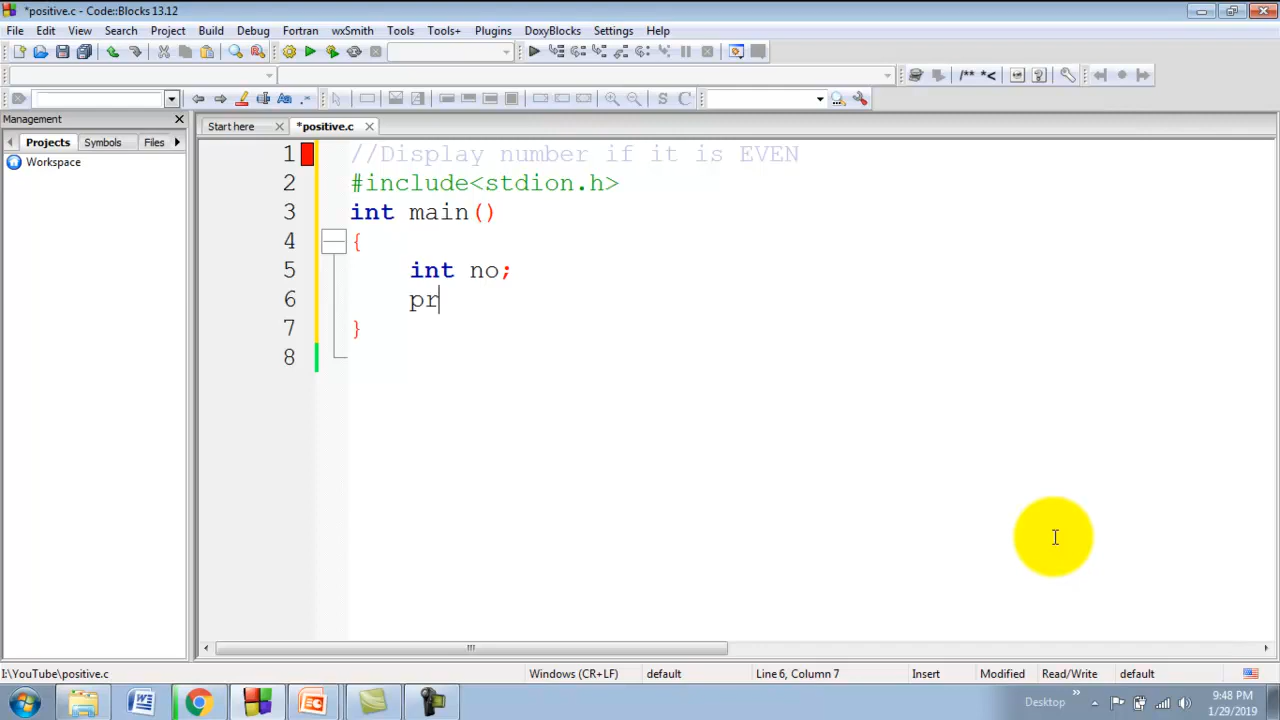 *positive.c - Code::Blocks 13.12
File Edit View Search Project Build Debug Fortran wxSmith Tools Tools+ Plugins DoxyBlocks Settings Help
/** *<
S C
Management
Projects Symbols Files
Workspace
Start here *positive.c
1 //Display number if it is EVEN
2 #include<stdion.h>
3 int main()
4 {
5 int no;
6 pr
7 }
8
I:\YouTube\positive.c Windows (CR+LF) default Line 6, Column 7 Insert Modified Read/Write default
Desktop » 9:48 PM
1/29/2019